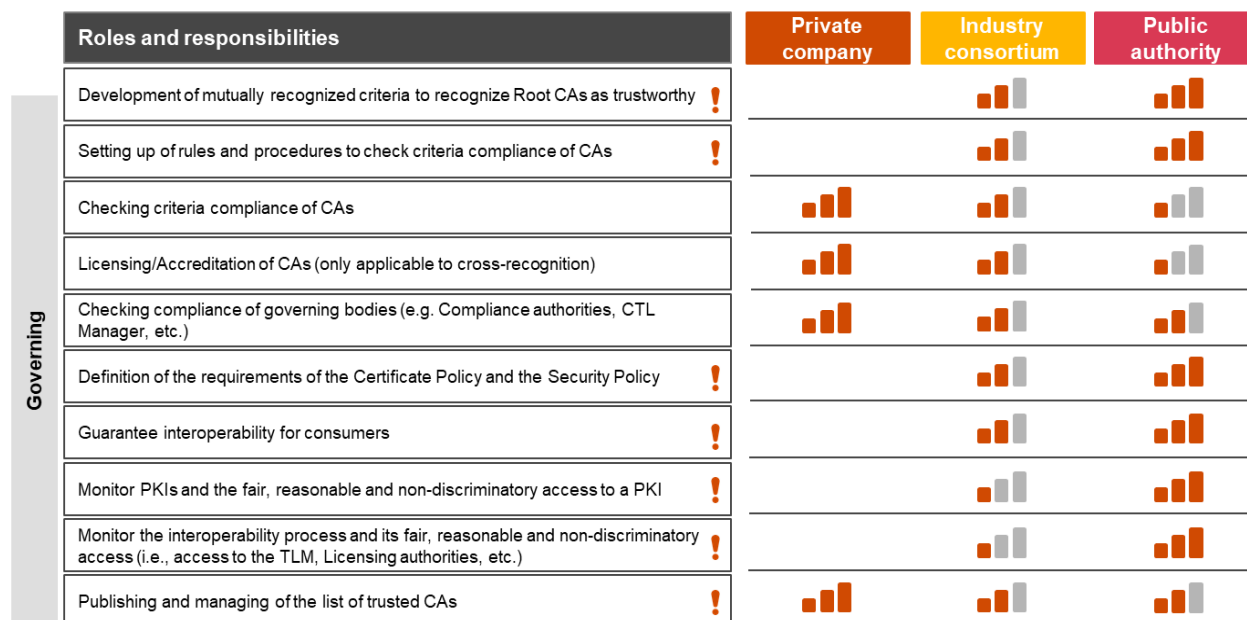 Roles and responsibilities
Private
company
Industry
consortium
Public
authority
Governing
Development of mutually recognized criteria to recognize Root CAs as trustworthy
Setting up of rules and procedures to check criteria compliance of CAs
Checking criteria compliance of CAs
Licensing/Accreditation of CAs (only applicable to cross-recognition)
Checking compliance of governing bodies (e.g. Compliance authorities, CTL
Manager, etc.)
Definition of the requirements of the Certificate Policy and the Security Policy
Guarantee interoperability for consumers
Monitor PKIs and the fair, reasonable and non-discriminatory access to a PKI
Monitor the interoperability process and its fair, reasonable and non-discriminatory
access (i.e., access to the TLM, Licensing authorities, etc.)
Publishing and managing of the list of trusted CAs